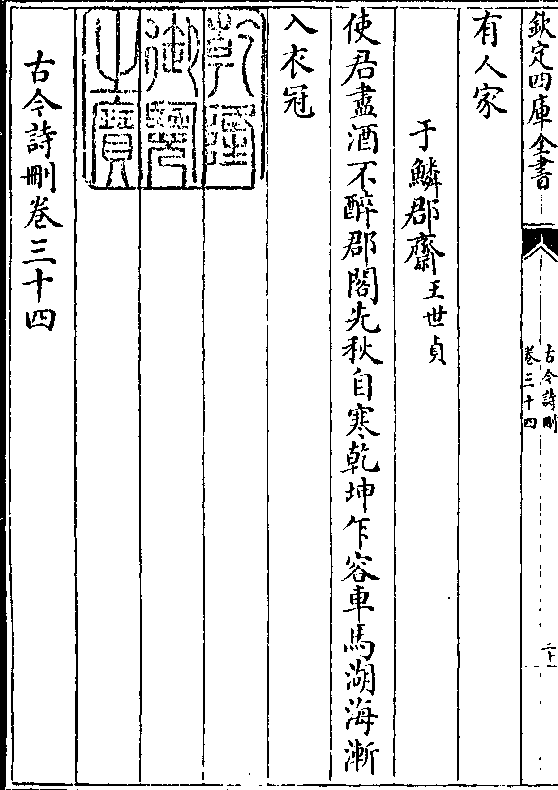 欽定四庫全書
古今詩刪
卷三十四
二十
有人家
于鱗郡齋王世貞
使君盡酒不醉郡閣先秋自寒乾坤乍容車馬湖海漸
入衣冠
乾隆
御覽
之寶
古今詩刪卷三十四